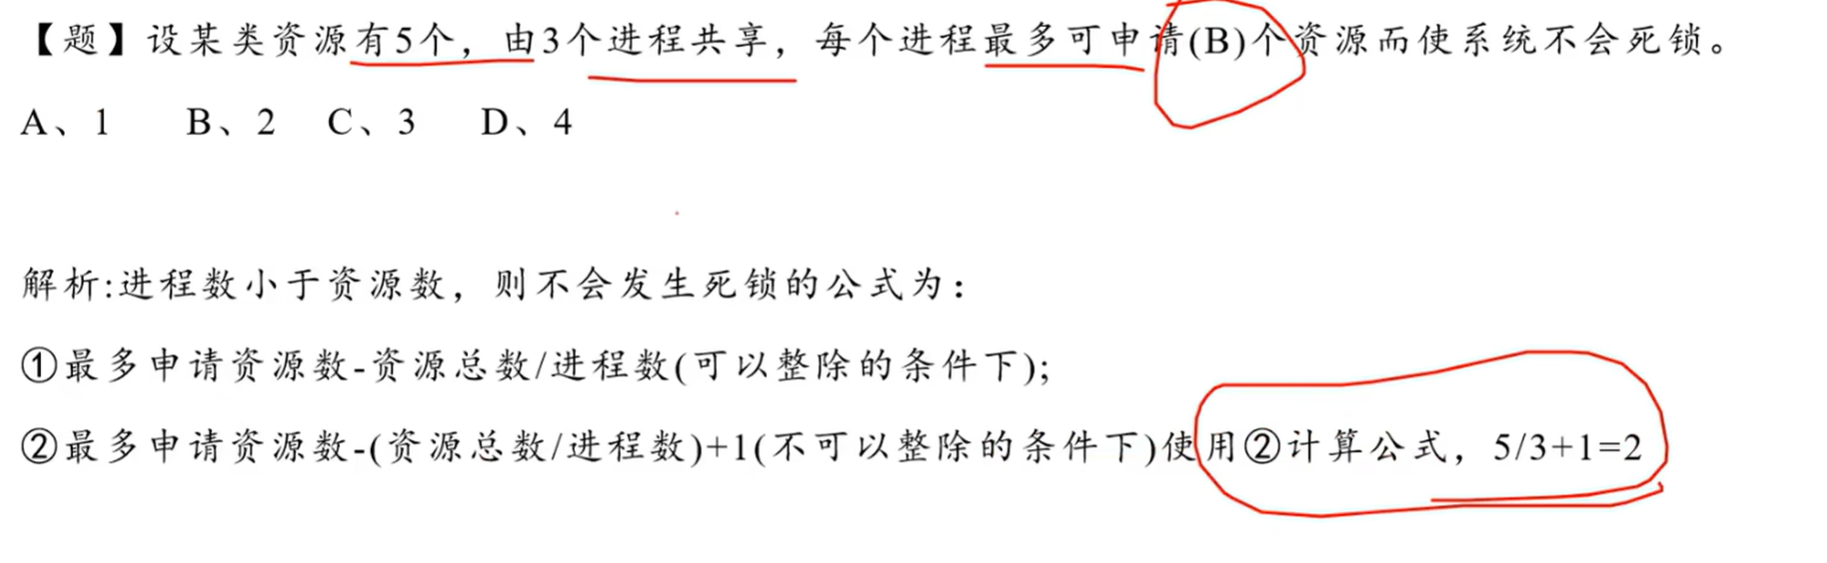 【题】设某类资源有5个，由3个进程共享，每个进程最多可申请(B)个资源而使系统不会死锁。
A、1 B、2 C、3 D、4
解析:进程数小于资源数，则不会发生死锁的公式为：
①最多申请资源数-资源总数/进程数(可以整除的条件下);
②最多申请资源数-(资源总数/进程数)+1(不可以整除的条件下)使用②计算公式，5/3+1=2